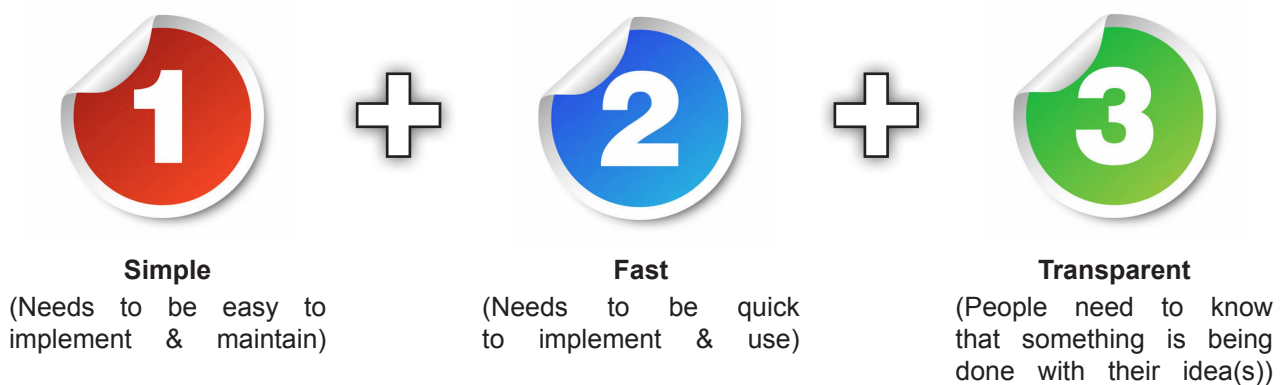 1
2
3
Simple
(Needs to be easy to
implement & maintain)
Fast
(Needs to be quick
to implement & use)
Transparent
(People need to know
that something is being
done with their idea(s))